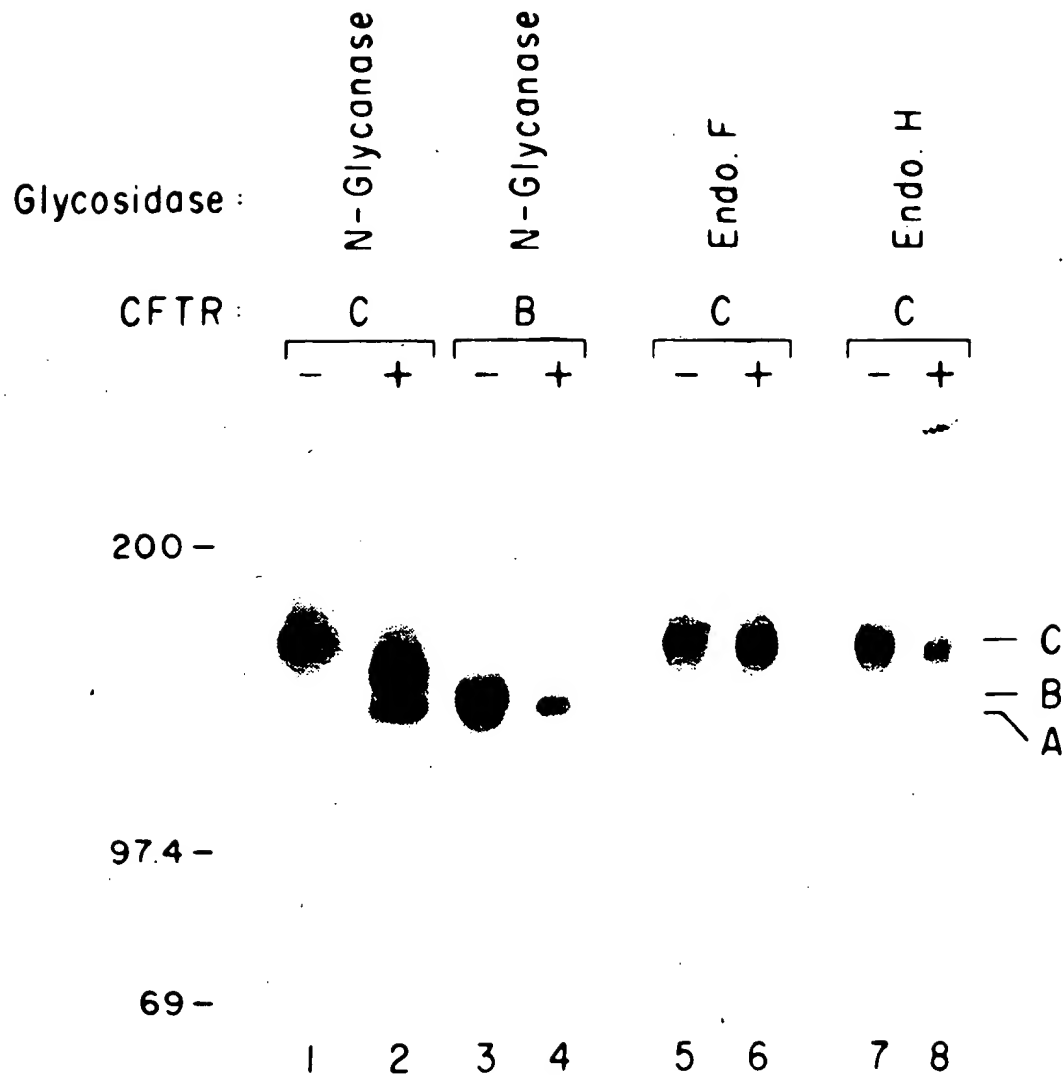 N-Glycanase N-Glycanase Endo. F Endo. H
Glycosidase:
CFTR: C B C C
- + - + - + - +
200 -
C
B
A
97.4 -
69 -
1 2 3 4 5 6 7 8